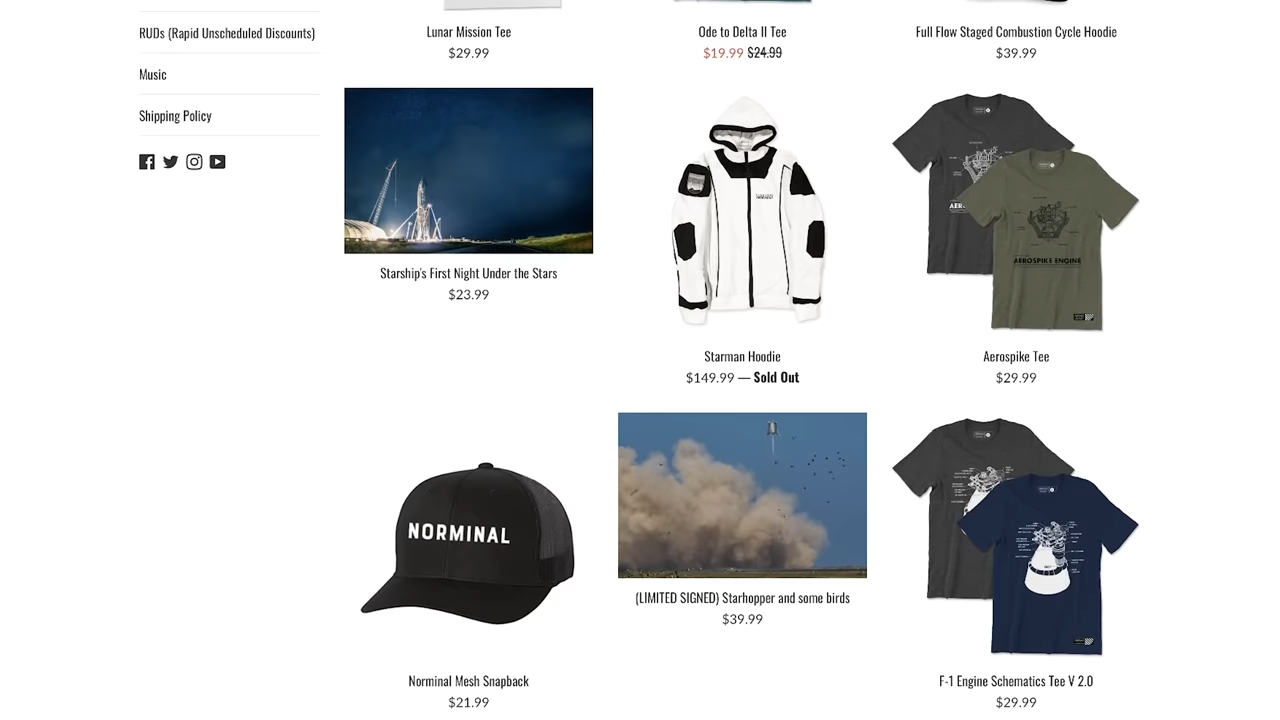 RUDs (Rapid Unscheduled Discounts)
Music
Shipping Policy
Lunar Mission Tee
$29.99
Ode to Delta II Tee
$19.99 $24.99
Full Flow Staged Combustion Cycle Hoodie
$39.99
Starship's First Night Under the Stars
$23.99
Starman Hoodie
$149.99 — Sold Out
AEROSPIKE ENGINE
Aerospike Tee
$29.99
NORMINAL
Norminal Mesh Snapback
$21.99
(LIMITED SIGNED) Starhopper and some birds
$39.99
F-1 Engine Schematics Tee V 2.0
$29.99